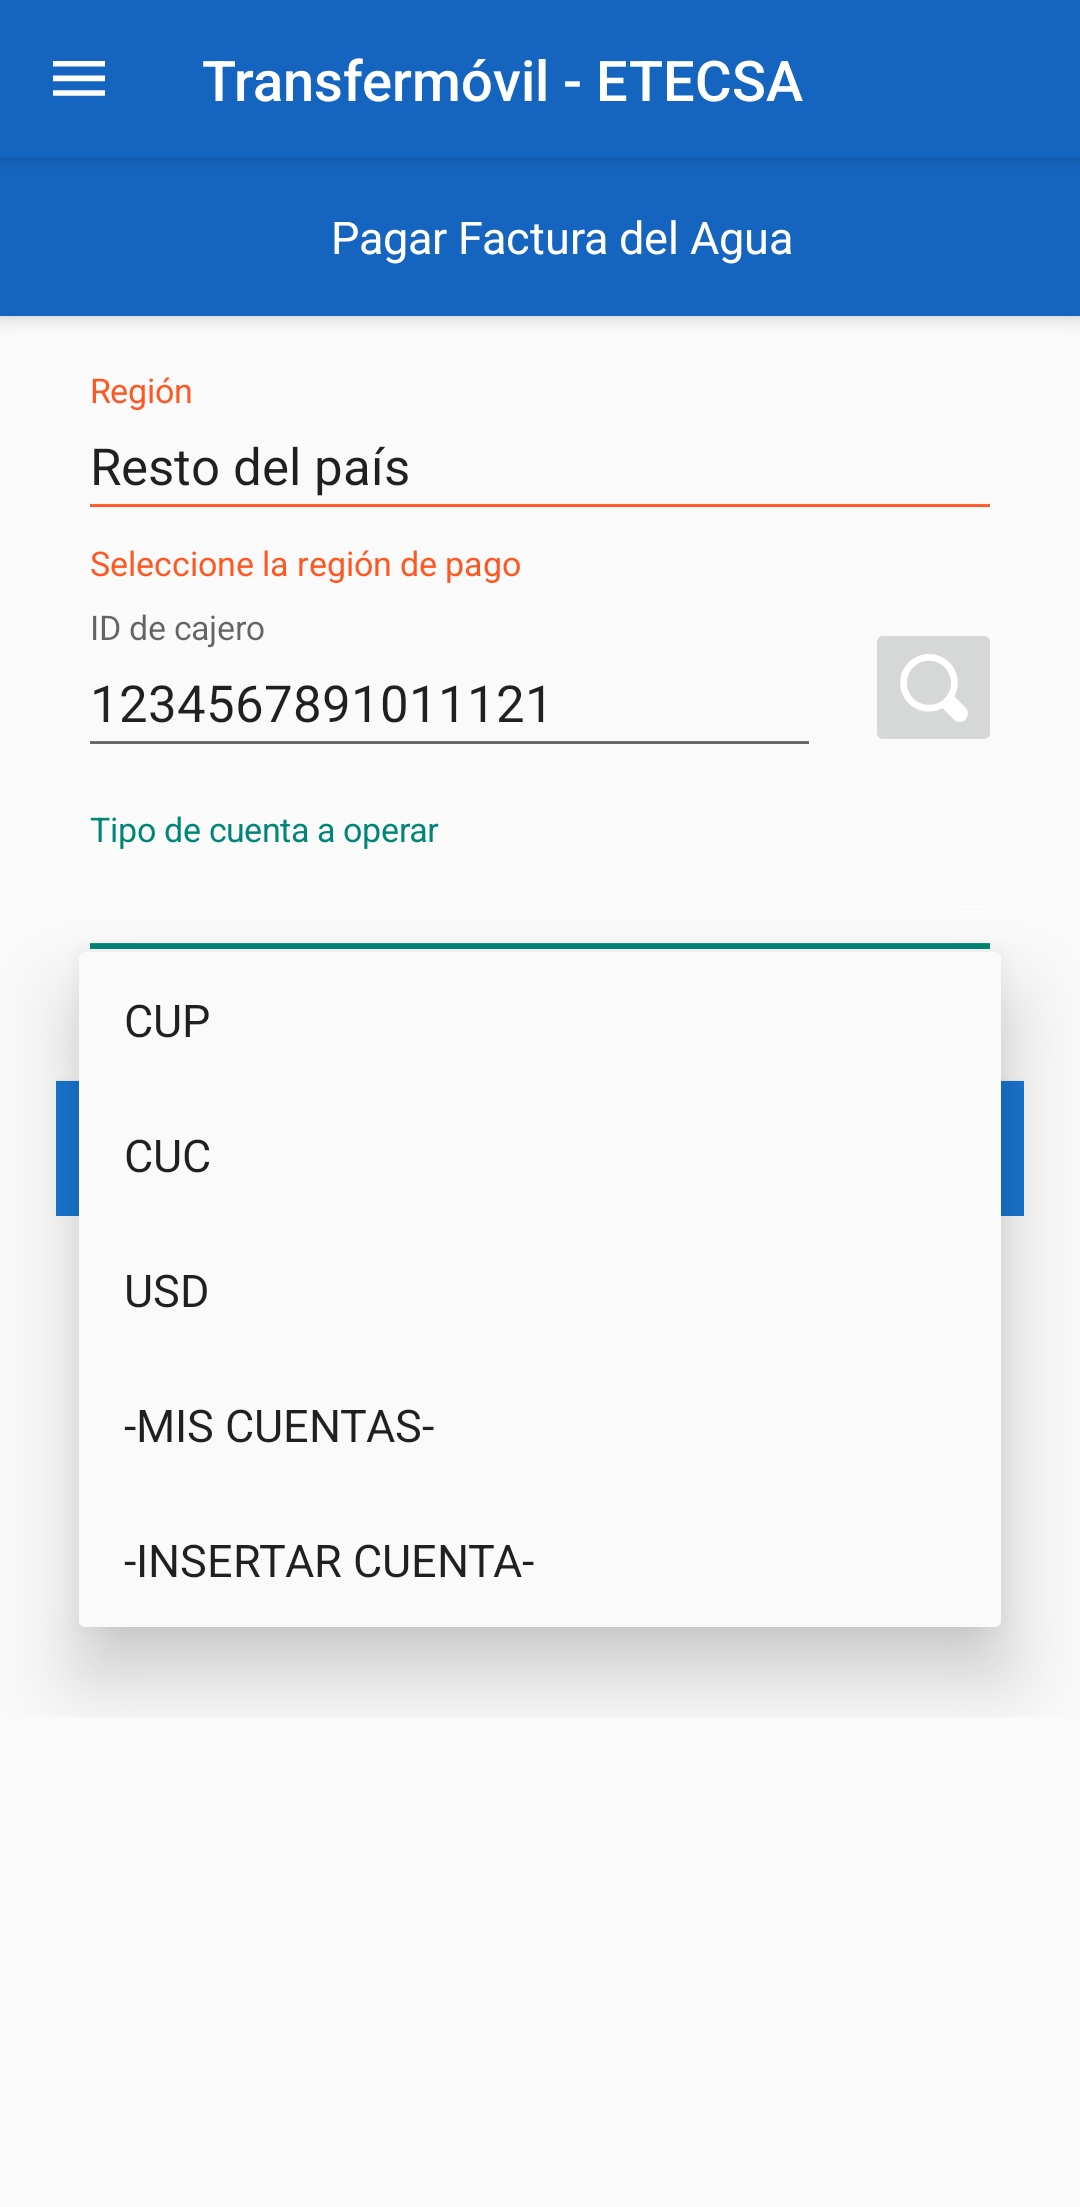 Transfermóvil - ETECSA
Pagar Factura del Agua
Región
Resto del país
Seleccione la región de pago
ID de cajero
1234567891011121
Tipo de cuenta a operar
CUP
CUC
USD
-MIS CUENTAS-
-INSERTAR CUENTA-